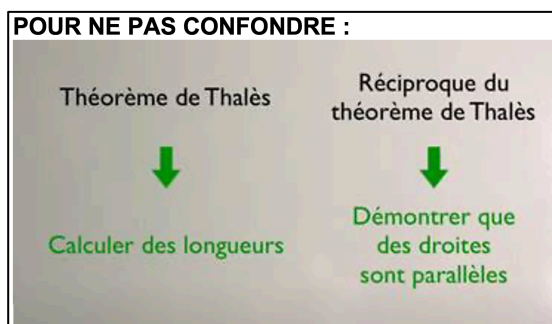 POUR NE PAS CONFONDRE :
Théorème de Thalès
Calculer des longueurs
Réciproque du
théorème de Thalès
Démontrer que
des droites
sont parallèles